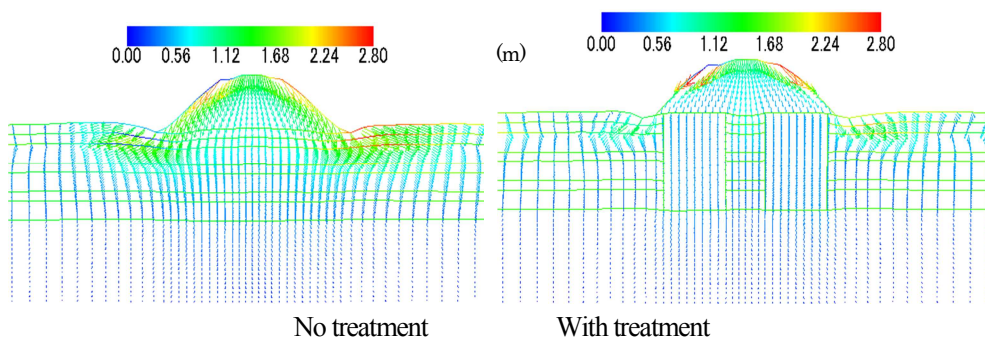 0.00 0.56 1.12 1.68 2.24 2.80
(m) 0.00 0.56 1.12 1.68 2.24 2.80
No treatment
With treatment